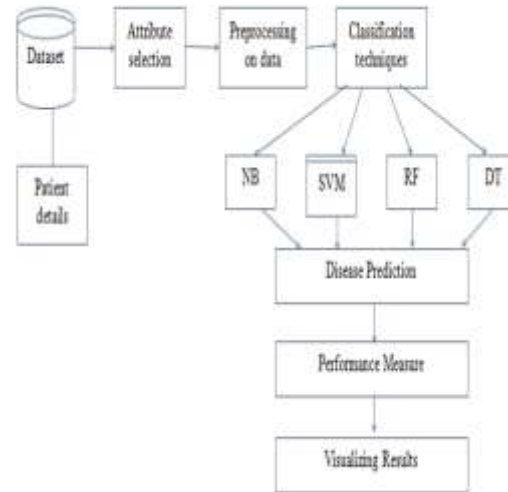 Dataset
Attribute
selection
Preprocessing
on data
Classification
techniques
Patient
details
NB
SVM
RF
DT
Disease Prediction
Performance Measure
Visualizing Results